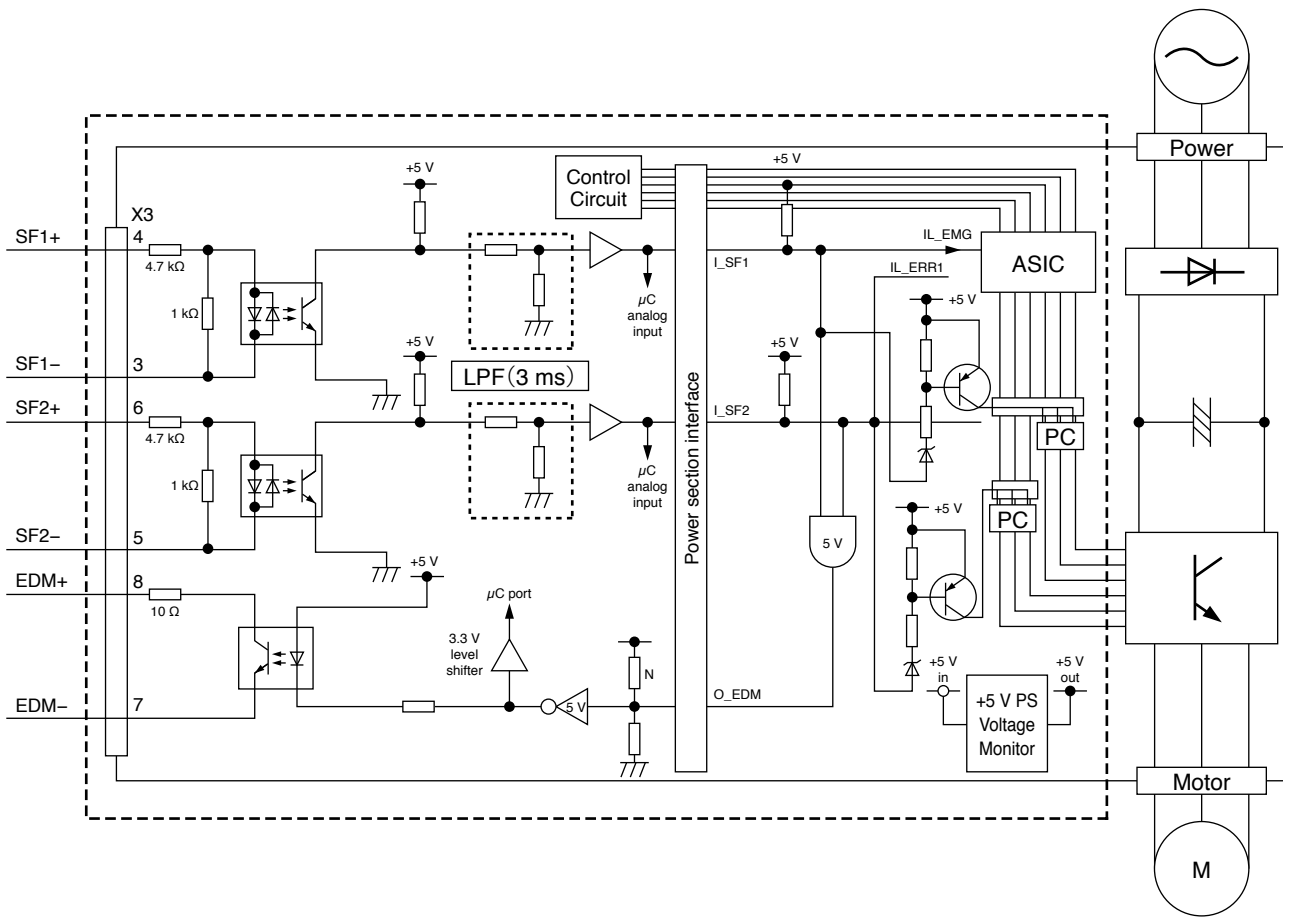 Power
+5 V
Control
Circuit
+5 V
X3
SF1+
4
4.7 kΩ
1 kΩ
SF1−
3
I_SF1
IL_EMG
ASIC
IL_ERR1
µC
analog
input
+5 V
+5 V
LPF(3 ms)
+5 V
SF2+
6
4.7 kΩ
1 kΩ
SF2−
5
I_SF2
PC
µC
analog
input
Power section interface
PC
5 V
+5 V
+5 V
EDM+
8
10 Ω
µC port
3.3 V
level
shifter
N
EDM−
7
5 V
O_EDM
+5 V
in
+5 V
out
+5 V PS
Voltage
Monitor
Motor
M